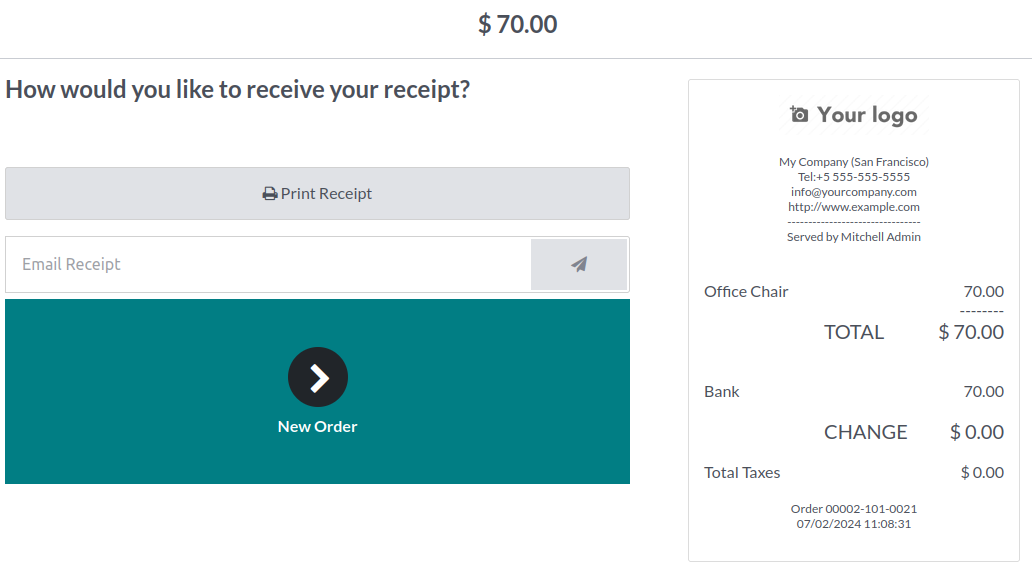 $ 70.00
How would you like to receive your receipt?
Print Receipt
Email Receipt
New Order
Your logo
My Company (San Francisco)
Tel:+5 555-555-5555
info@yourcompany.com
http://www.example.com
--------------------------------
Served by Mitchell Admin
Office Chair 70.00
--------
TOTAL $ 70.00
Bank 70.00
CHANGE $ 0.00
Total Taxes $ 0.00
Order 00002-101-0021
07/02/2024 11:08:31